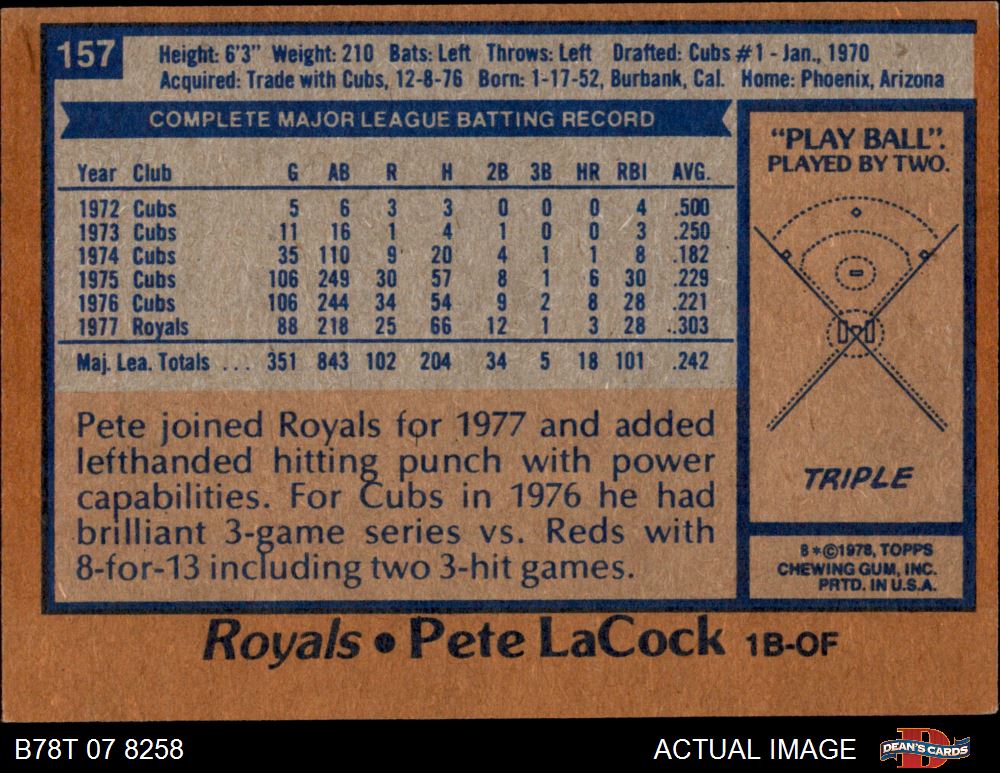 157
Height: 6'3" Weight: 210 Bats: Left Throws: Left Drafted: Cubs #1 - Jan., 1970
Acquired: Trade with Cubs, 12-8-76 Born: 1-17-52, Burbank, Cal. Home: Phoenix, Arizona
COMPLETE MAJOR LEAGUE BATTING RECORD
Year Club G AB R H 2B 3B HR RBI AVG.
1972 Cubs 5 6 3 3 0 0 0 4 .500
1973 Cubs 11 16 1 4 1 0 0 3 .250
1974 Cubs 35 110 9 20 4 1 1 8 .182
1975 Cubs 106 249 30 57 8 1 6 30 .229
1976 Cubs 106 244 34 54 9 2 8 28 .221
1977 Royals 88 218 25 66 12 1 3 28 .303
Maj. Lea. Totals ... 351 843 102 204 34 5 18 101 .242
Pete joined Royals for 1977 and added
lefthanded hitting punch with power
capabilities. For Cubs in 1976 he had
brilliant 3-game series vs. Reds with
8-for-13 including two 3-hit games.
"PLAY BALL".
PLAYED BY TWO.
TRIPLE
8*©1978, TOPPS
CHEWING GUM, INC.
PRTD. IN U.S.A.
Royals • Pete LaCock 1B-OF
B78T 07 8258
ACTUAL IMAGE
DEAN'S CARDS